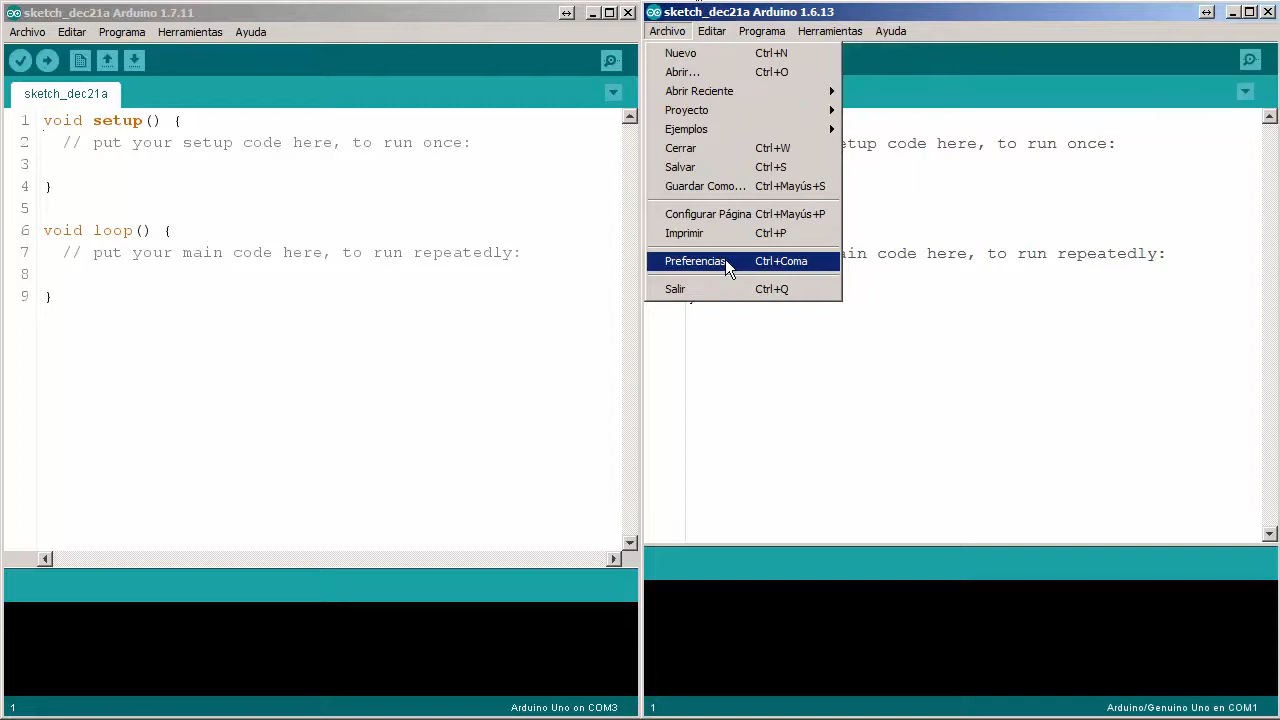 sketch_dec21a Arduino 1.7.11
Archivo Editar Programa Herramientas Ayuda
sketch_dec21a
1 void setup() {
2 // put your setup code here, to run once:
3
4 }
5
6 void loop() {
7 // put your main code here, to run repeatedly:
8
9 }
1 Arduino Uno on COM3
sketch_dec21a Arduino 1.6.13
Archivo Editar Programa Herramientas Ayuda
Nuevo Ctrl+N
Abrir... Ctrl+O
Abrir Reciente
Proyecto
Ejemplos
Cerrar Ctrl+W
Salvar Ctrl+S
Guardar Como... Ctrl+Mayús+S
Configurar Página Ctrl+Mayús+P
Imprimir Ctrl+P
Preferencias Ctrl+Coma
Salir Ctrl+Q
etup code here, to run once:
in code here, to run repeatedly:
1 Arduino/Genuino Uno en COM1